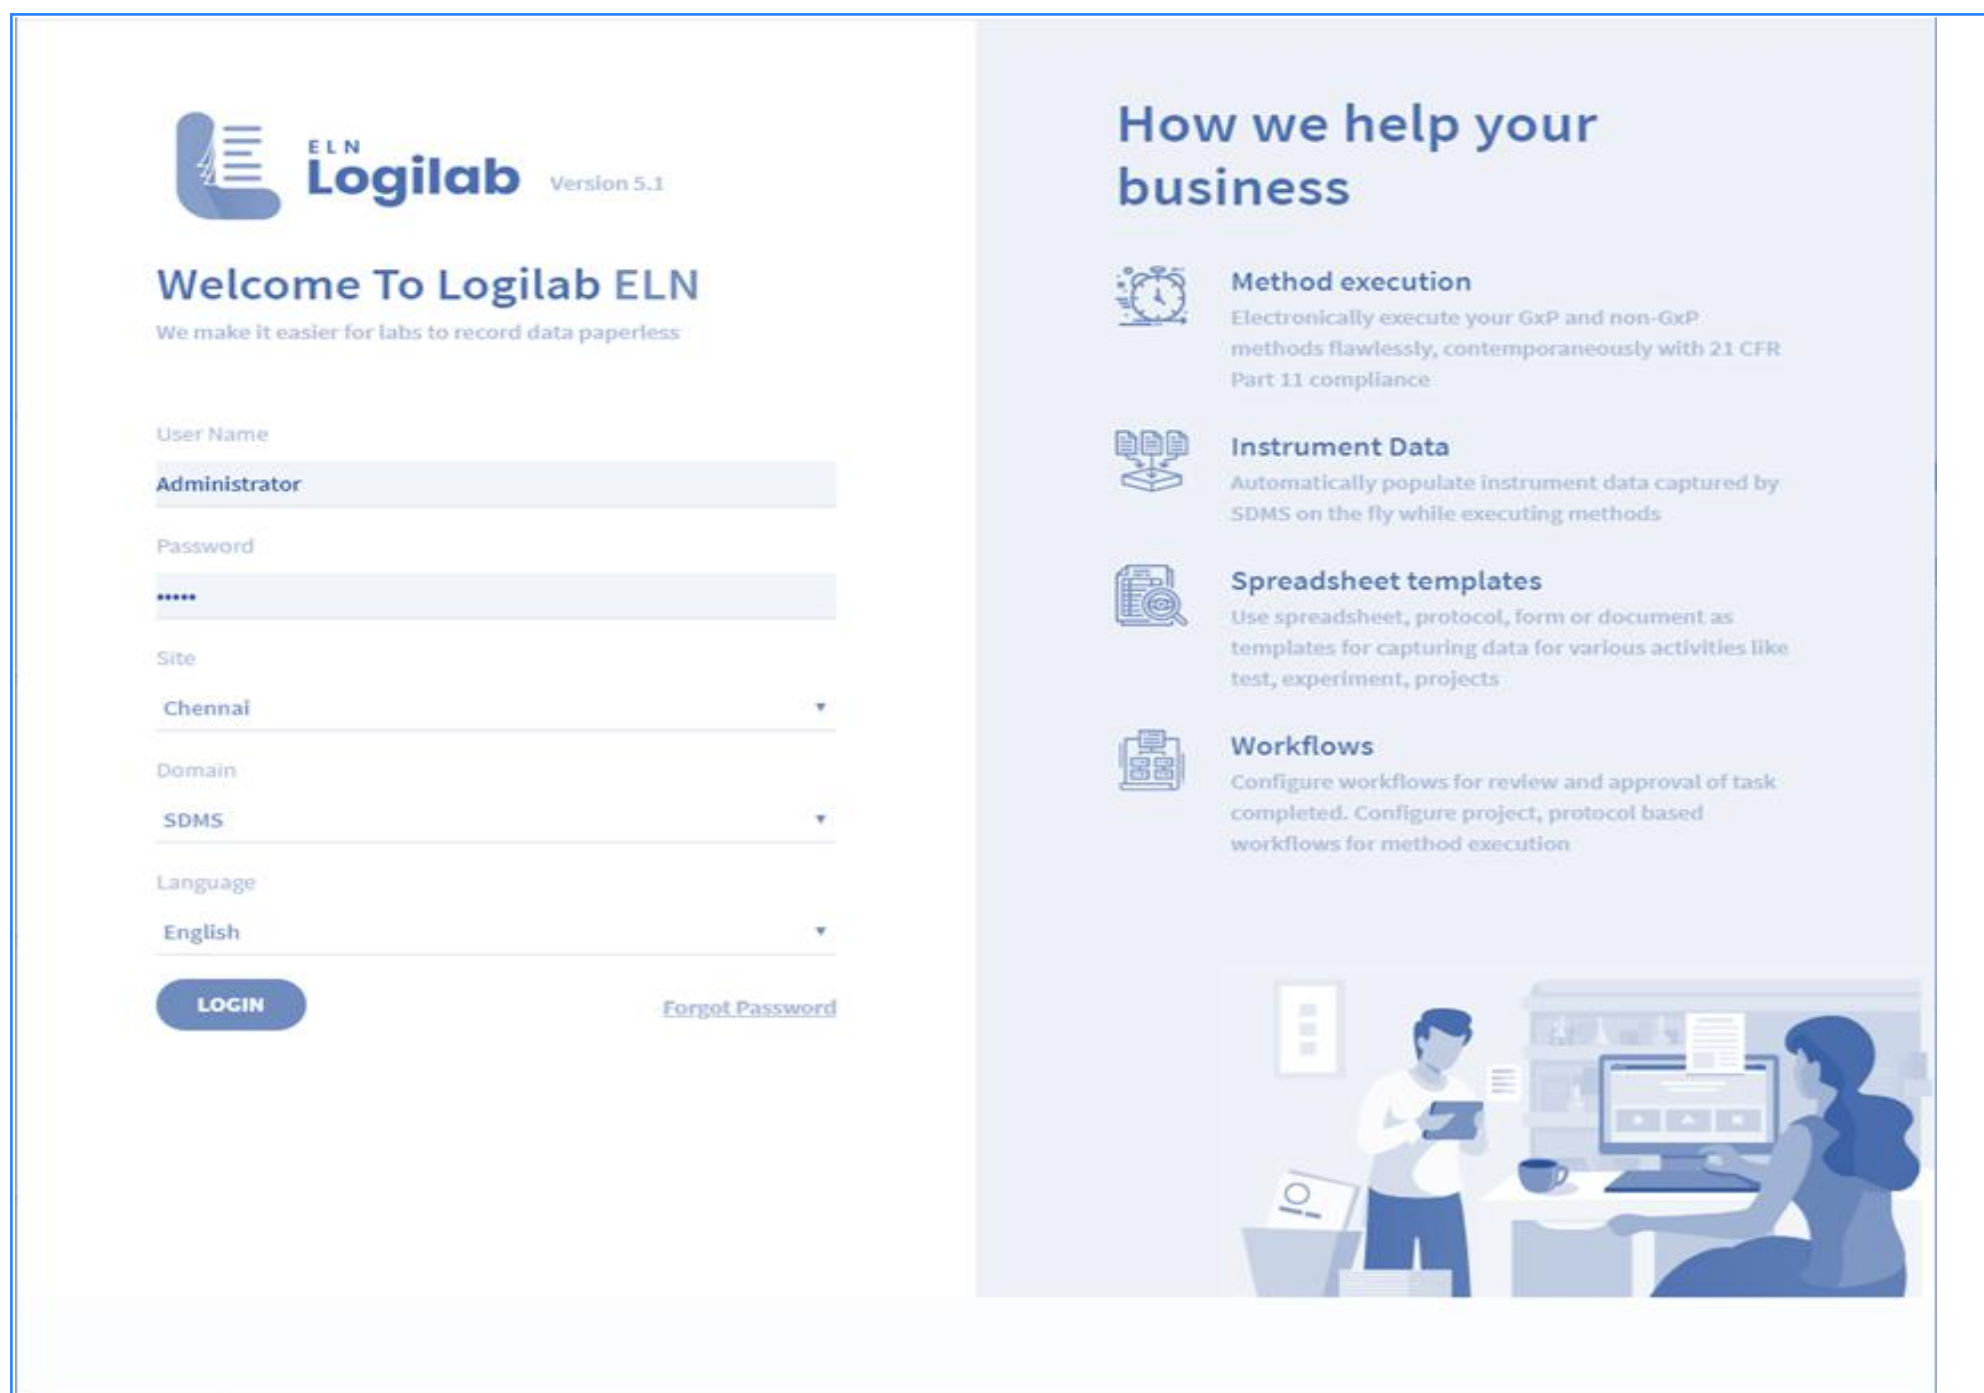 ELN
Logilab Version 5.1
Welcome To Logilab ELN
We make it easier for labs to record data paperless
User Name
Administrator
Password
•••••
Site
Chennai
Domain
SDMS
Language
English
LOGIN
Forgot Password
How we help your
business
Method execution
Electronically execute your GxP and non-GxP
methods flawlessly, contemporaneously with 21 CFR
Part 11 compliance
Instrument Data
Automatically populate instrument data captured by
SDMS on the fly while executing methods
Spreadsheet templates
Use spreadsheet, protocol, form or document as
templates for capturing data for various activities like
test, experiment, projects
Workflows
Configure workflows for review and approval of task
completed. Configure project, protocol based
workflows for method execution